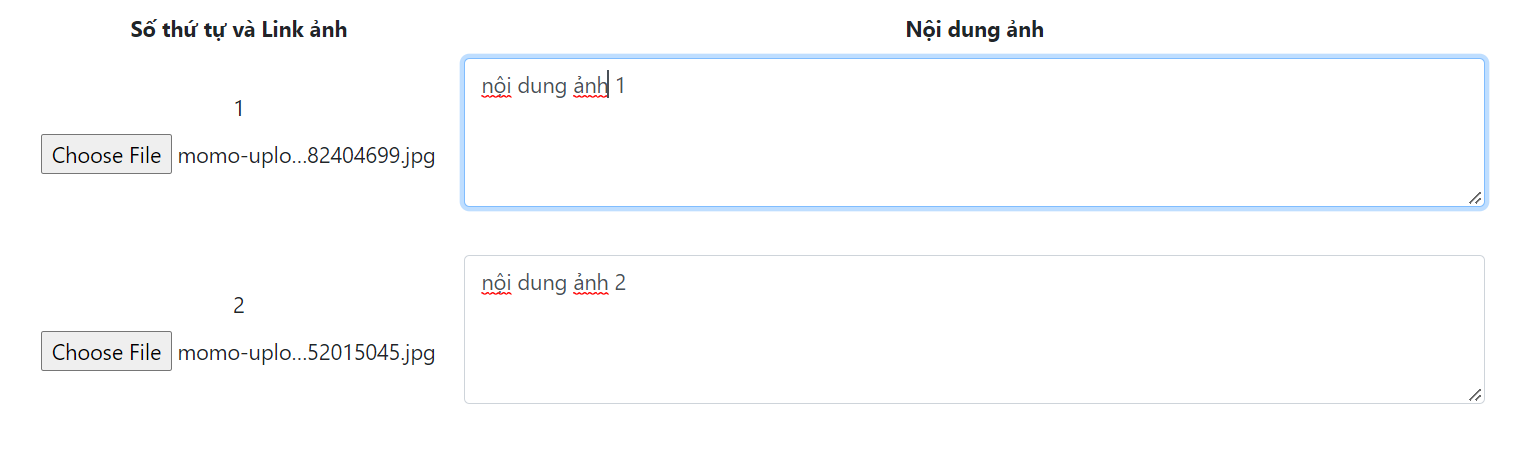 Số thứ tự và Link ảnh
Nội dung ảnh
1
Choose File momo-uplo...82404699.jpg
nội dung ảnh 1
2
Choose File momo-uplo...52015045.jpg
nội dung ảnh 2